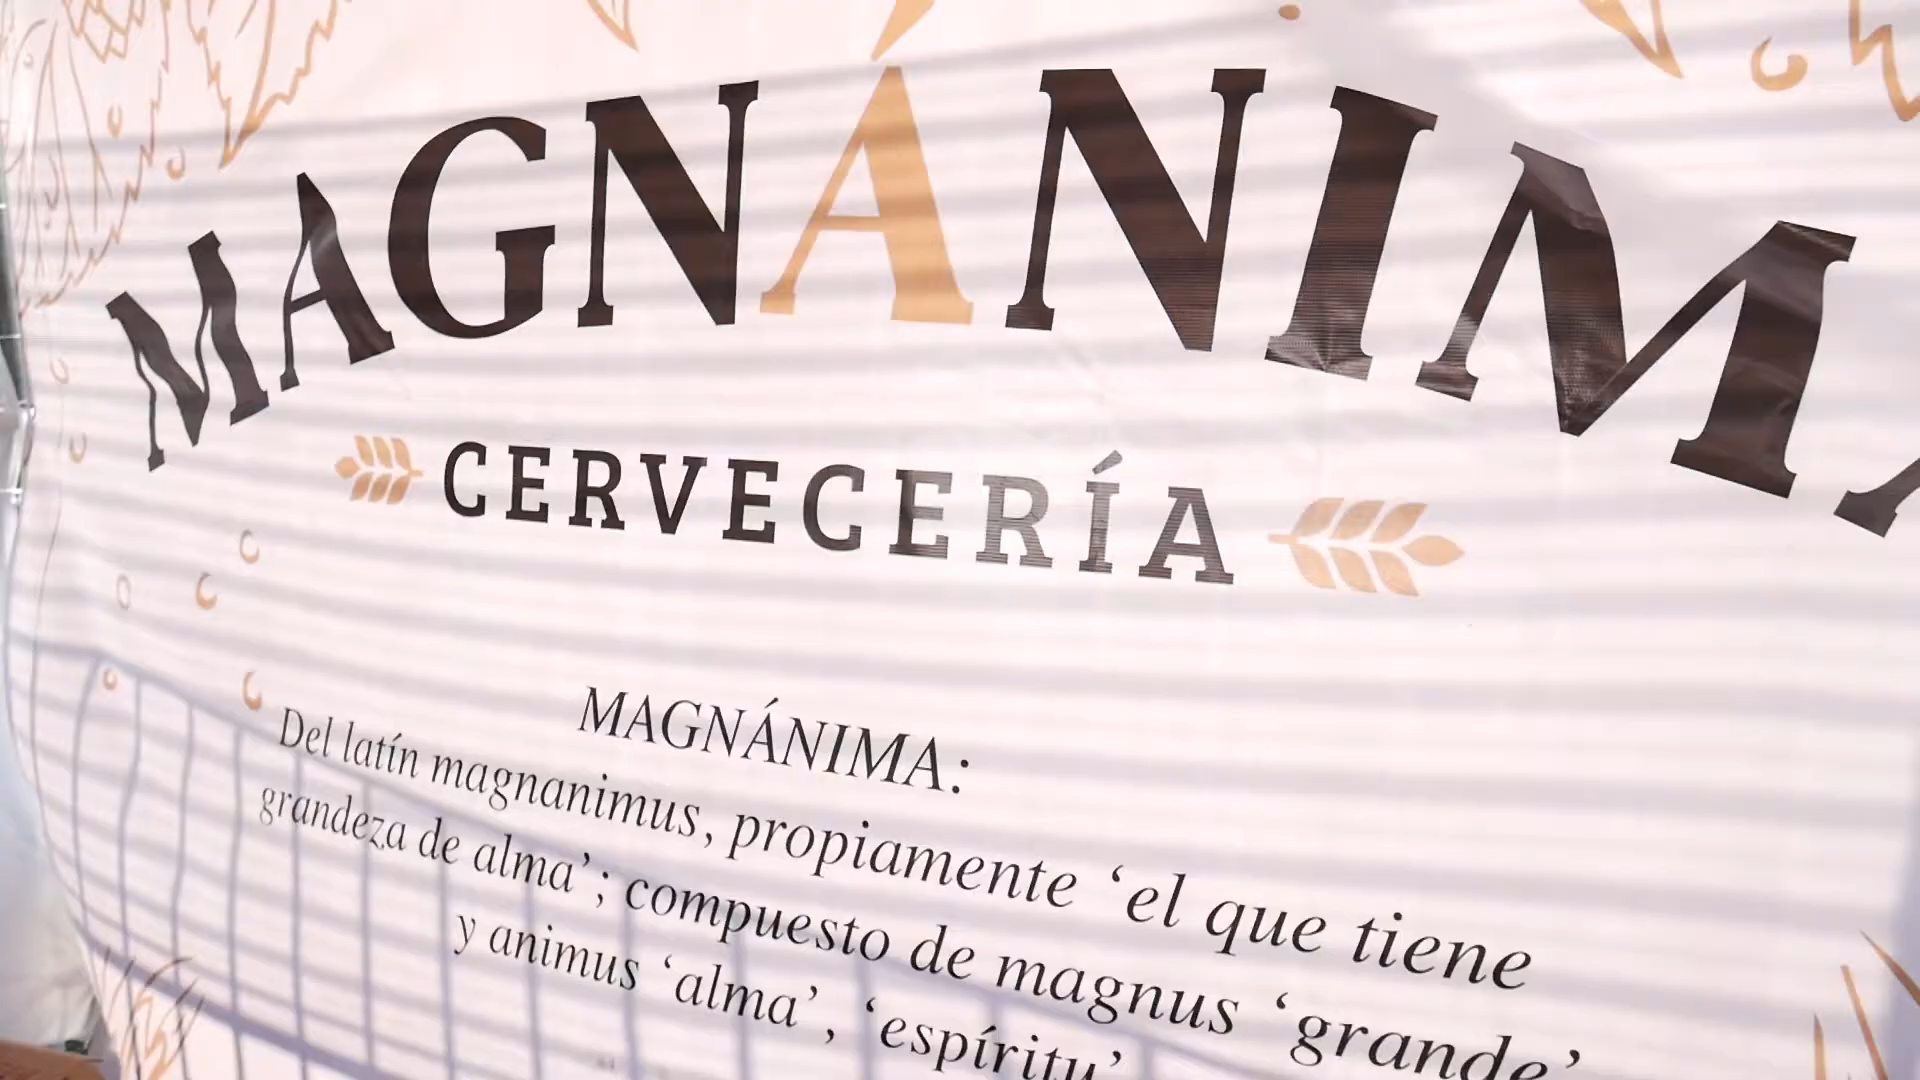 MAGNÁNIMA
CERVECERÍA
MAGNÁNIMA:
Del latín magnanimus, propiamente ‘el que tiene
grandeza de alma’; compuesto de magnus ‘grande’
y animus ‘alma’, ‘espíritu’